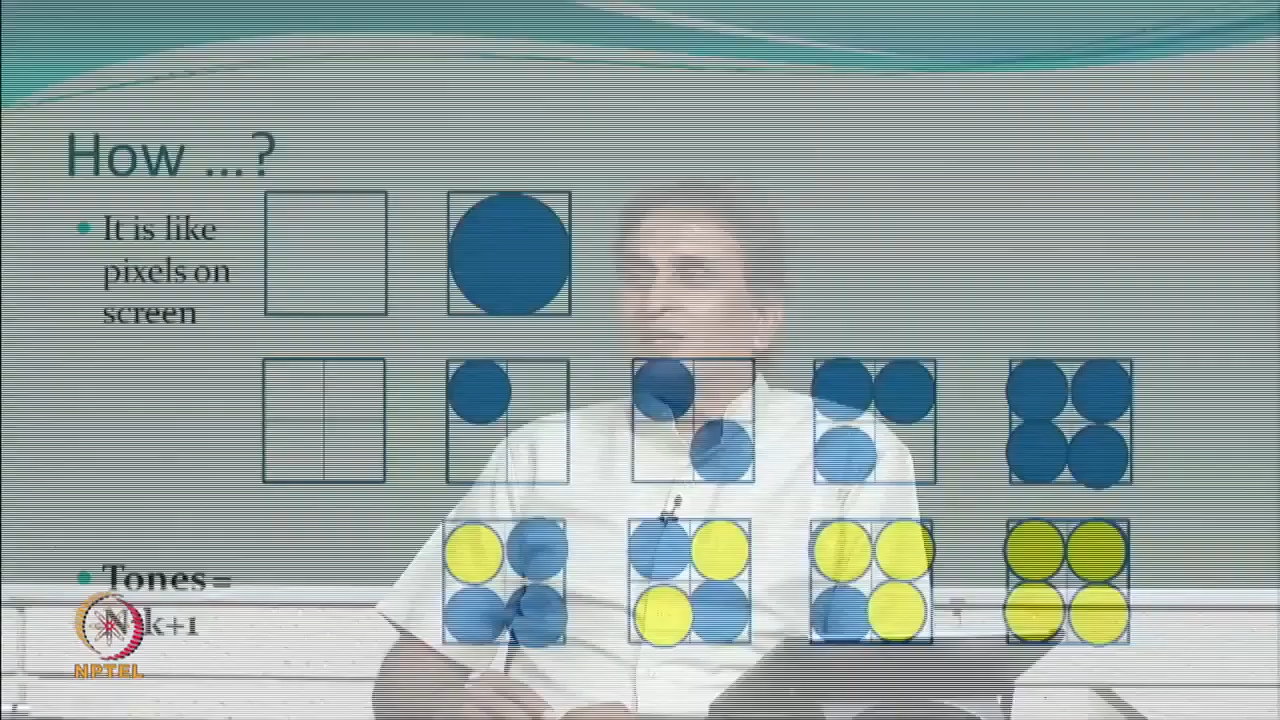 How ...?
It is like
pixels on
screen
Tones =
k+1
NPTEL